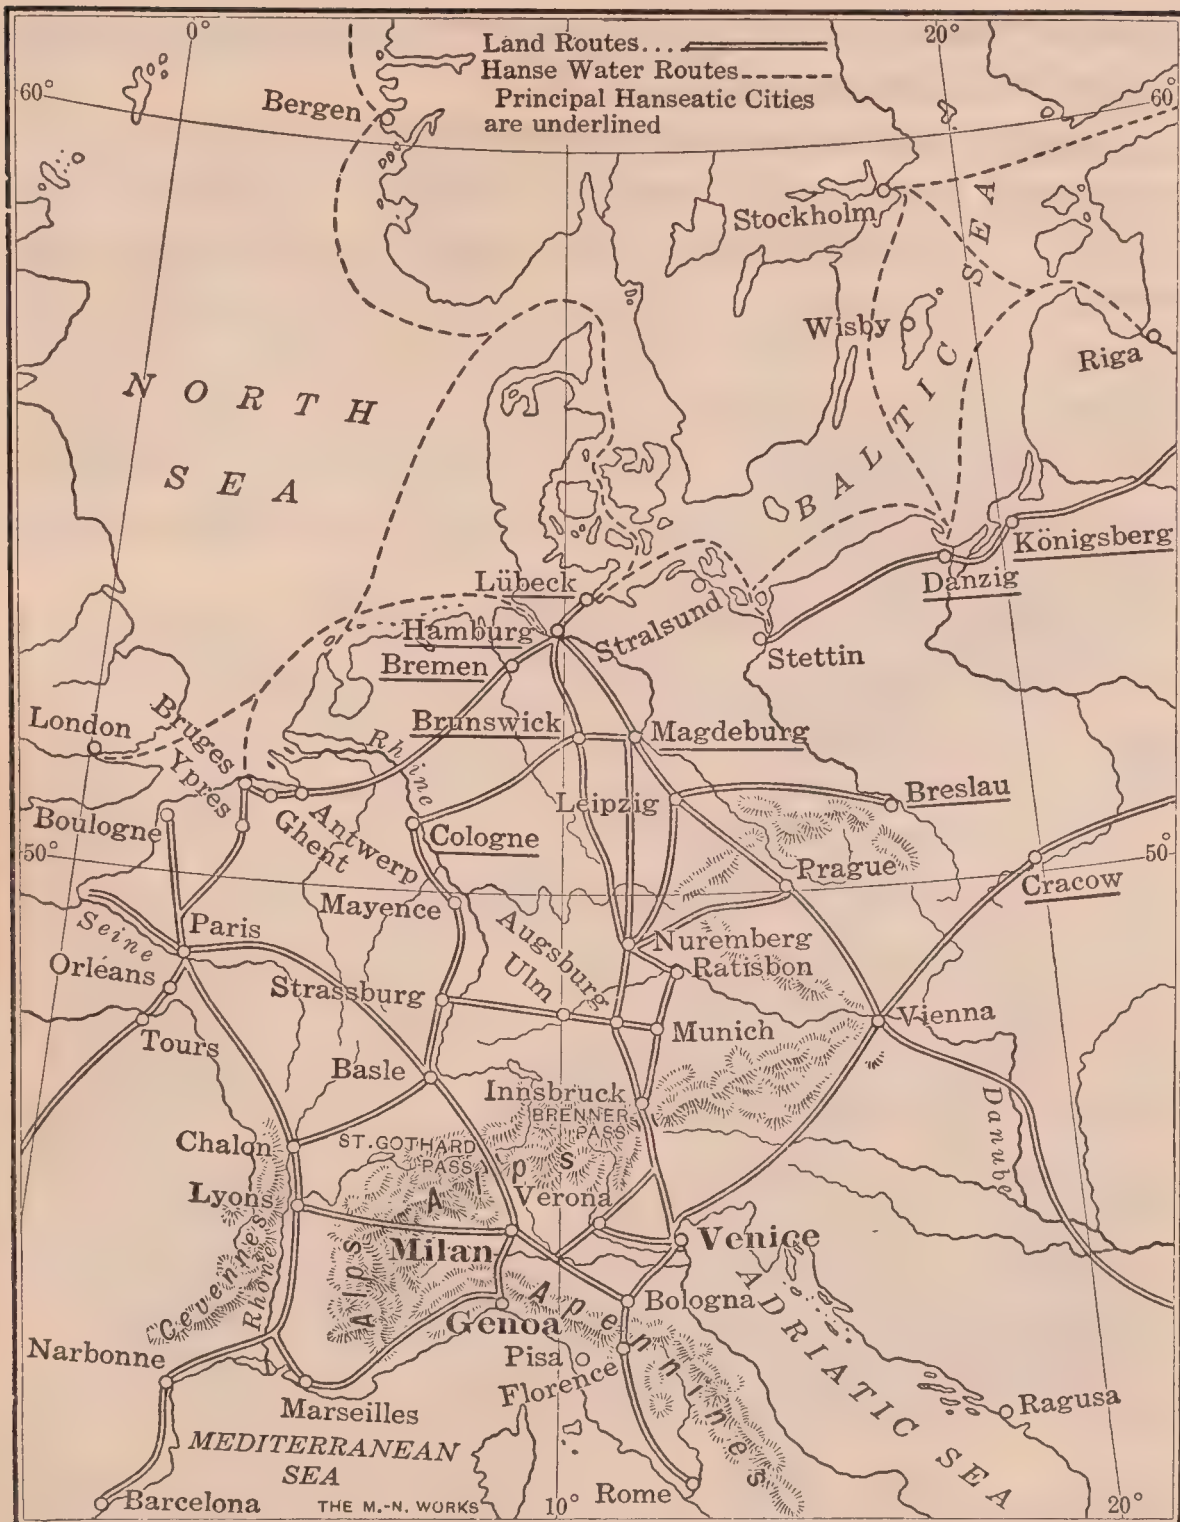 0°
20°
Land Routes....
Hanse Water Routes
Principal Hanseatic Cities
are underlined
60°
60°
Bergen
Stockholm
Wisby
Riga
NORTH
SEA
BALTIC SEA
Königsberg
Danzig
Lübeck
Stralsund
Hamburg
Stettin
Bremen
London
Bruges
Ypres
Rhine
Brunswick
Magdeburg
Leipzig
Breslau
Boulogne
Antwerp
Ghent
Cologne
50°
50°
Prague
Cracow
Mayence
Seine
Paris
Augsburg
Ulm
Nuremberg
Ratisbon
Orléans
Strassburg
Vienna
Tours
Munich
Basle
Innsbruck
BRENNER
PASS
Danube
Chalon
ST. GOTHARD
PASS
Alps
Lyons
Verona
Milan
Venice
Cevennes
Rhone
Alps
Genoa
Apennines
Bologna
ADRIATIC SEA
Narbonne
Pisa
Florence
Marseilles
Ragusa
MEDITERRANEAN
SEA
Barcelona
THE M.-N. WORKS
10°
Rome
20°